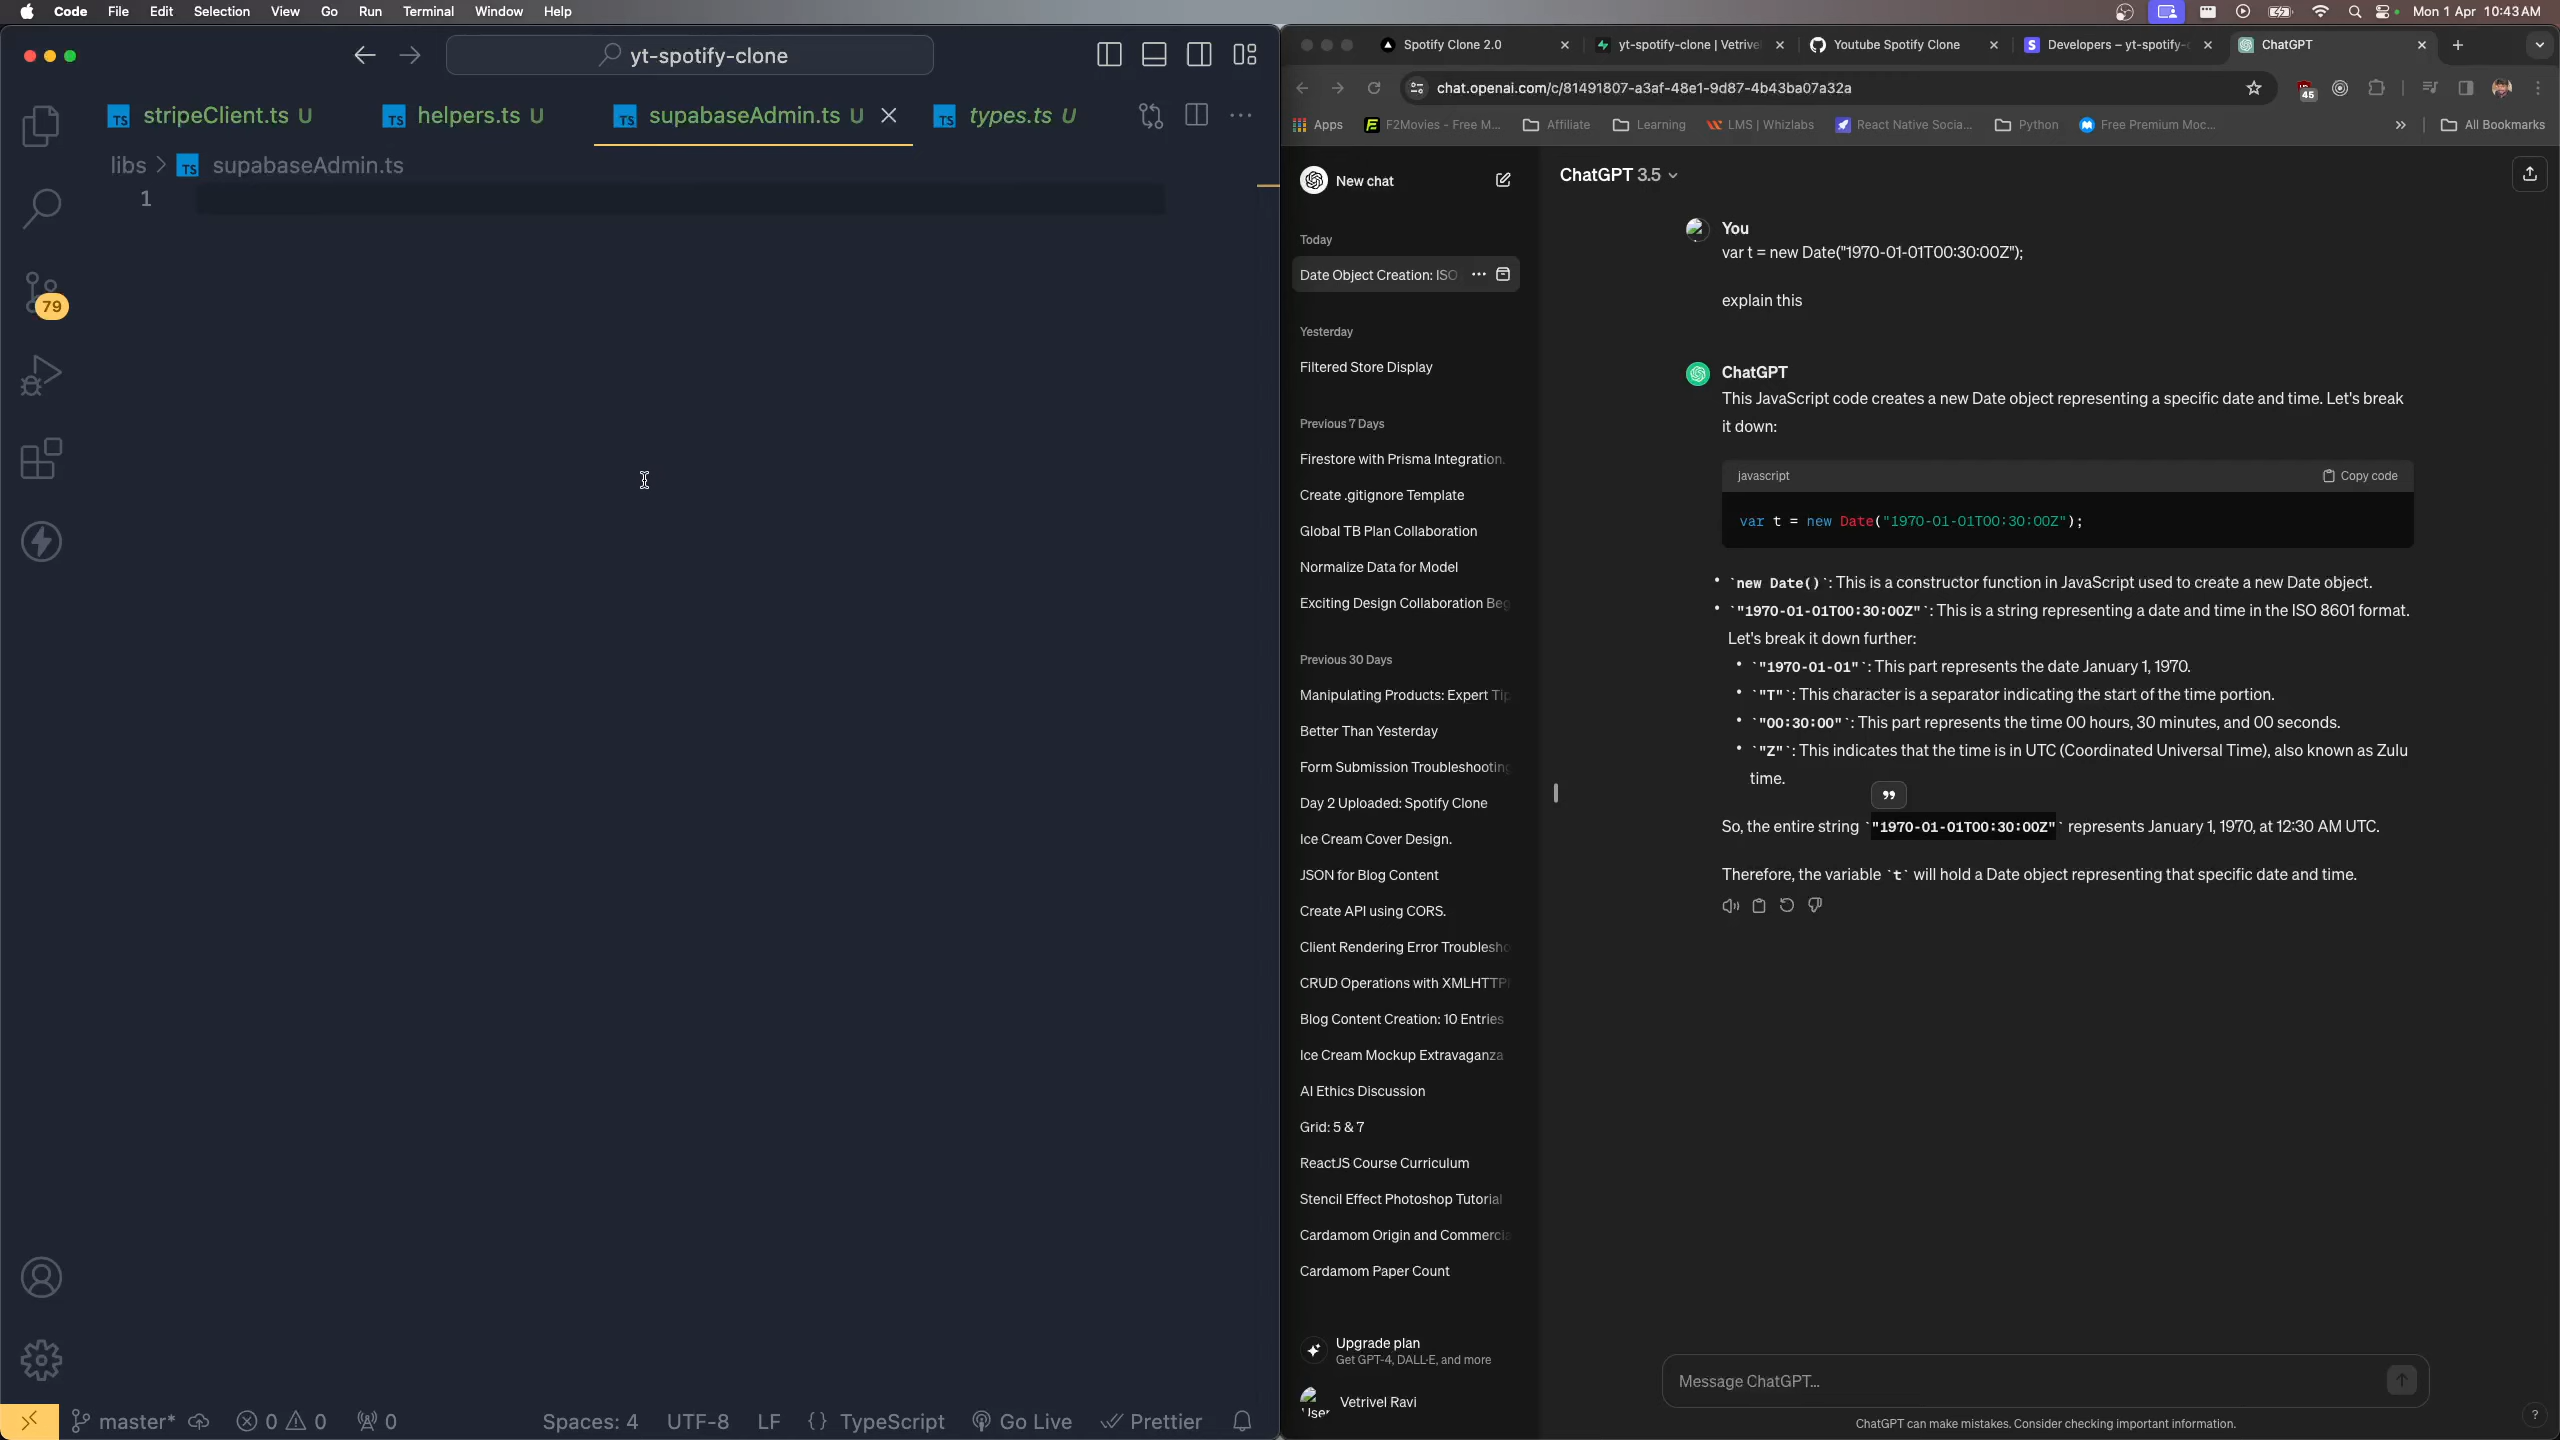 Code File Edit Selection View Go Run Terminal Window Help
Mon 1 Apr 10:43 AM
yt-spotify-clone
stripeClient.ts U
helpers.ts U
supabaseAdmin.ts U
types.ts U
libs > supabaseAdmin.ts
1
79
master*
0 0
0
Spaces: 4
UTF-8
LF
{} TypeScript
Go Live
Prettier
Spotify Clone 2.0
yt-spotify-clone | Vetrive
Youtube Spotify Clone
Developers – yt-spotify-c
ChatGPT
chat.openai.com/c/81491807-a3af-48e1-9d87-4b43ba07a32a
45
Apps
F2Movies - Free M...
Affiliate
Learning
LMS | Whizlabs
React Native Socia...
Python
Free Premium Moc...
All Bookmarks
New chat
Today
Date Object Creation: ISO
Yesterday
Filtered Store Display
Previous 7 Days
Firestore with Prisma Integration.
Create .gitignore Template
Global TB Plan Collaboration
Normalize Data for Model
Exciting Design Collaboration Beg
Previous 30 Days
Manipulating Products: Expert Tip
Better Than Yesterday
Form Submission Troubleshooting
Day 2 Uploaded: Spotify Clone
Ice Cream Cover Design.
JSON for Blog Content
Create API using CORS.
Client Rendering Error Troublesho
CRUD Operations with XMLHTTP
Blog Content Creation: 10 Entries
Ice Cream Mockup Extravaganza
AI Ethics Discussion
Grid: 5 & 7
ReactJS Course Curriculum
Stencil Effect Photoshop Tutorial
Cardamom Origin and Commercia
Cardamom Paper Count
Upgrade plan
Get GPT-4, DALL·E, and more
User
Vetrivel Ravi
ChatGPT 3.5
You
var t = new Date("1970-01-01T00:30:00Z");
explain this
ChatGPT
This JavaScript code creates a new Date object representing a specific date and time. Let's break
it down:
javascript
Copy code
var t = new Date("1970-01-01T00:30:00Z");
• `new Date()`: This is a constructor function in JavaScript used to create a new Date object.
• `"1970-01-01T00:30:00Z"`: This is a string representing a date and time in the ISO 8601 format.
Let's break it down further:
• `"1970-01-01"`: This part represents the date January 1, 1970.
• `"T"`: This character is a separator indicating the start of the time portion.
• `"00:30:00"`: This part represents the time 00 hours, 30 minutes, and 00 seconds.
• `"Z"`: This indicates that the time is in UTC (Coordinated Universal Time), also known as Zulu
time.
So, the entire string `"1970-01-01T00:30:00Z"` represents January 1, 1970, at 12:30 AM UTC.
Therefore, the variable `t` will hold a Date object representing that specific date and time.
Message ChatGPT...
ChatGPT can make mistakes. Consider checking important information.
?